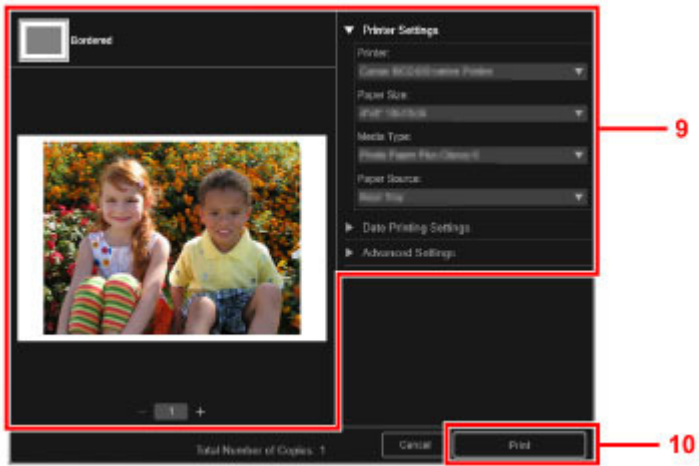 Bordered
Printer Settings
Printer:
Paper Size:
Media Type:
Paper Source:
Date Printing Settings
Advanced Settings
9
1
Total Number of Copies: 1
Cancel
Print
10